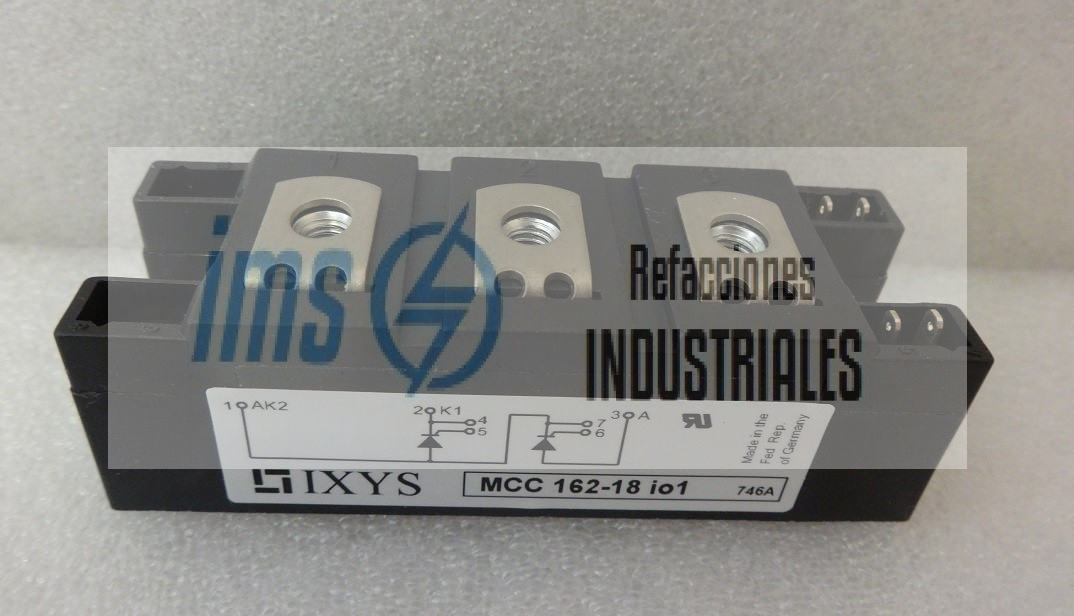 1 2 3
ims Refacciones
INDUSTRIALES
1 AK2 2 K1 4 5 7 6 3 A
Made in the
Fed. Rep.
of Germany
IXYS MCC 162-18 io1 746A